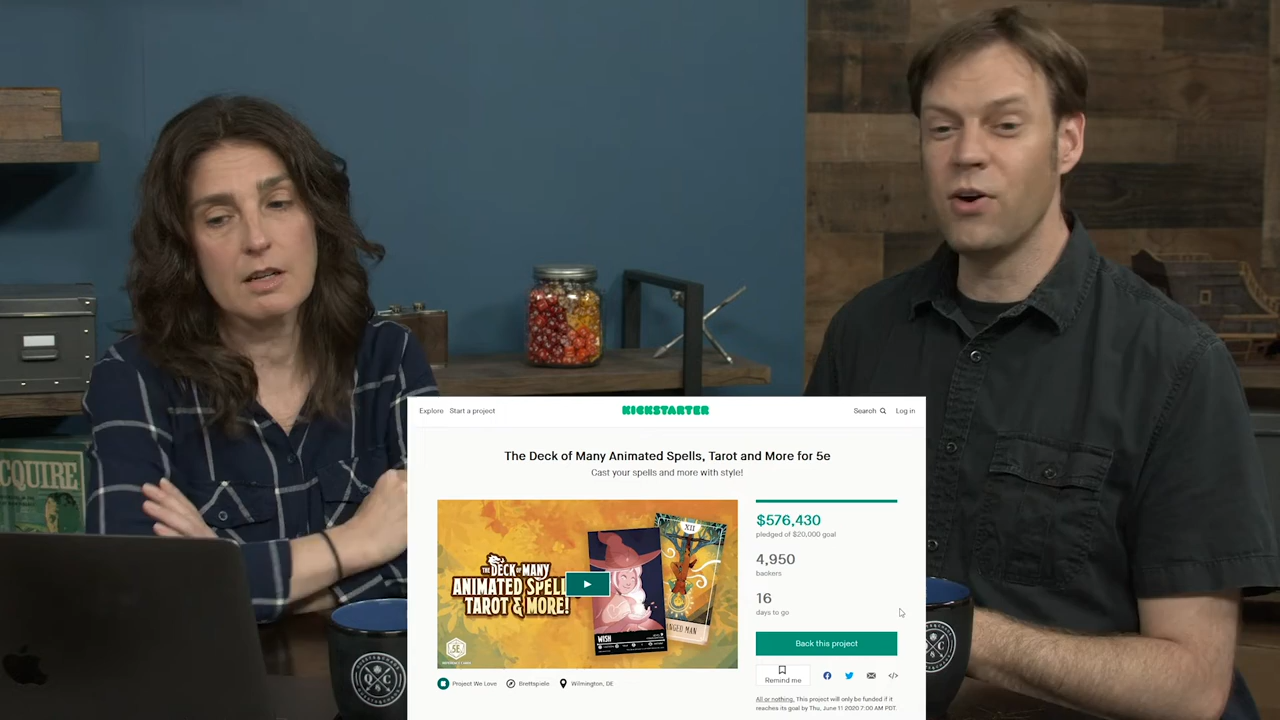 CQUIRE
Explore Start a project
KICKSTARTER
Search Log in
The Deck of Many Animated Spells, Tarot and More for 5e
Cast your spells and more with style!
THE DECK OF MANY
ANIMATED SPELL
TAROT & MORE!
5E
WISH
XII
NGED MAN
$576,430
pledged of $20,000 goal
4,950
backers
16
days to go
Back this project
Remind me
Project We Love Brettspiele Wilmington, DE
All or nothing. This project will only be funded if it
reaches its goal by Thu, June 11 2020 7:00 AM PDT.